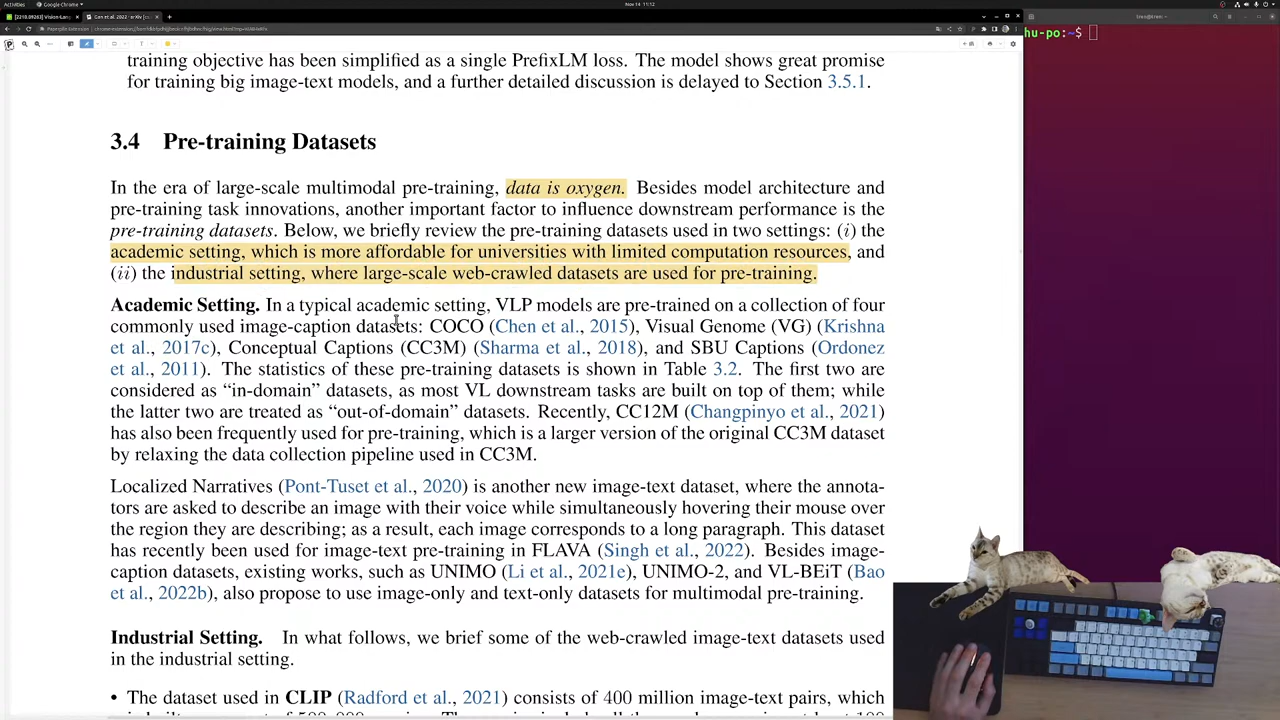 Activities
Nov 14 11:12
training objective has been simplified as a single PrefixLM loss. The model shows great promise
for training big image-text models, and a further detailed discussion is delayed to Section 3.5.1.
hu-po:~$
3.4 Pre-training Datasets
In the era of large-scale multimodal pre-training, data is oxygen. Besides model architecture and
pre-training task innovations, another important factor to influence downstream performance is the
pre-training datasets. Below, we briefly review the pre-training datasets used in two settings: (i) the
academic setting, which is more affordable for universities with limited computation resources, and
(ii) the industrial setting, where large-scale web-crawled datasets are used for pre-training.
Academic Setting. In a typical academic setting, VLP models are pre-trained on a collection of four
commonly used image-caption datasets: COCO (Chen et al., 2015), Visual Genome (VG) (Krishna
et al., 2017c), Conceptual Captions (CC3M) (Sharma et al., 2018), and SBU Captions (Ordonez
et al., 2011). The statistics of these pre-training datasets is shown in Table 3.2. The first two are
considered as “in-domain” datasets, as most VL downstream tasks are built on top of them; while
the latter two are treated as “out-of-domain” datasets. Recently, CC12M (Changpinyo et al., 2021)
has also been frequently used for pre-training, which is a larger version of the original CC3M dataset
by relaxing the data collection pipeline used in CC3M.
Localized Narratives (Pont-Tuset et al., 2020) is another new image-text dataset, where the annota-
tors are asked to describe an image with their voice while simultaneously hovering their mouse over
the region they are describing; as a result, each image corresponds to a long paragraph. This dataset
has recently been used for image-text pre-training in FLAVA (Singh et al., 2022). Besides image-
caption datasets, existing works, such as UNIMO (Li et al., 2021e), UNIMO-2, and VL-BEiT (Bao
et al., 2022b), also propose to use image-only and text-only datasets for multimodal pre-training.
Industrial Setting. In what follows, we brief some of the web-crawled image-text datasets used
in the industrial setting.
• The dataset used in CLIP (Radford et al., 2021) consists of 400 million image-text pairs, which